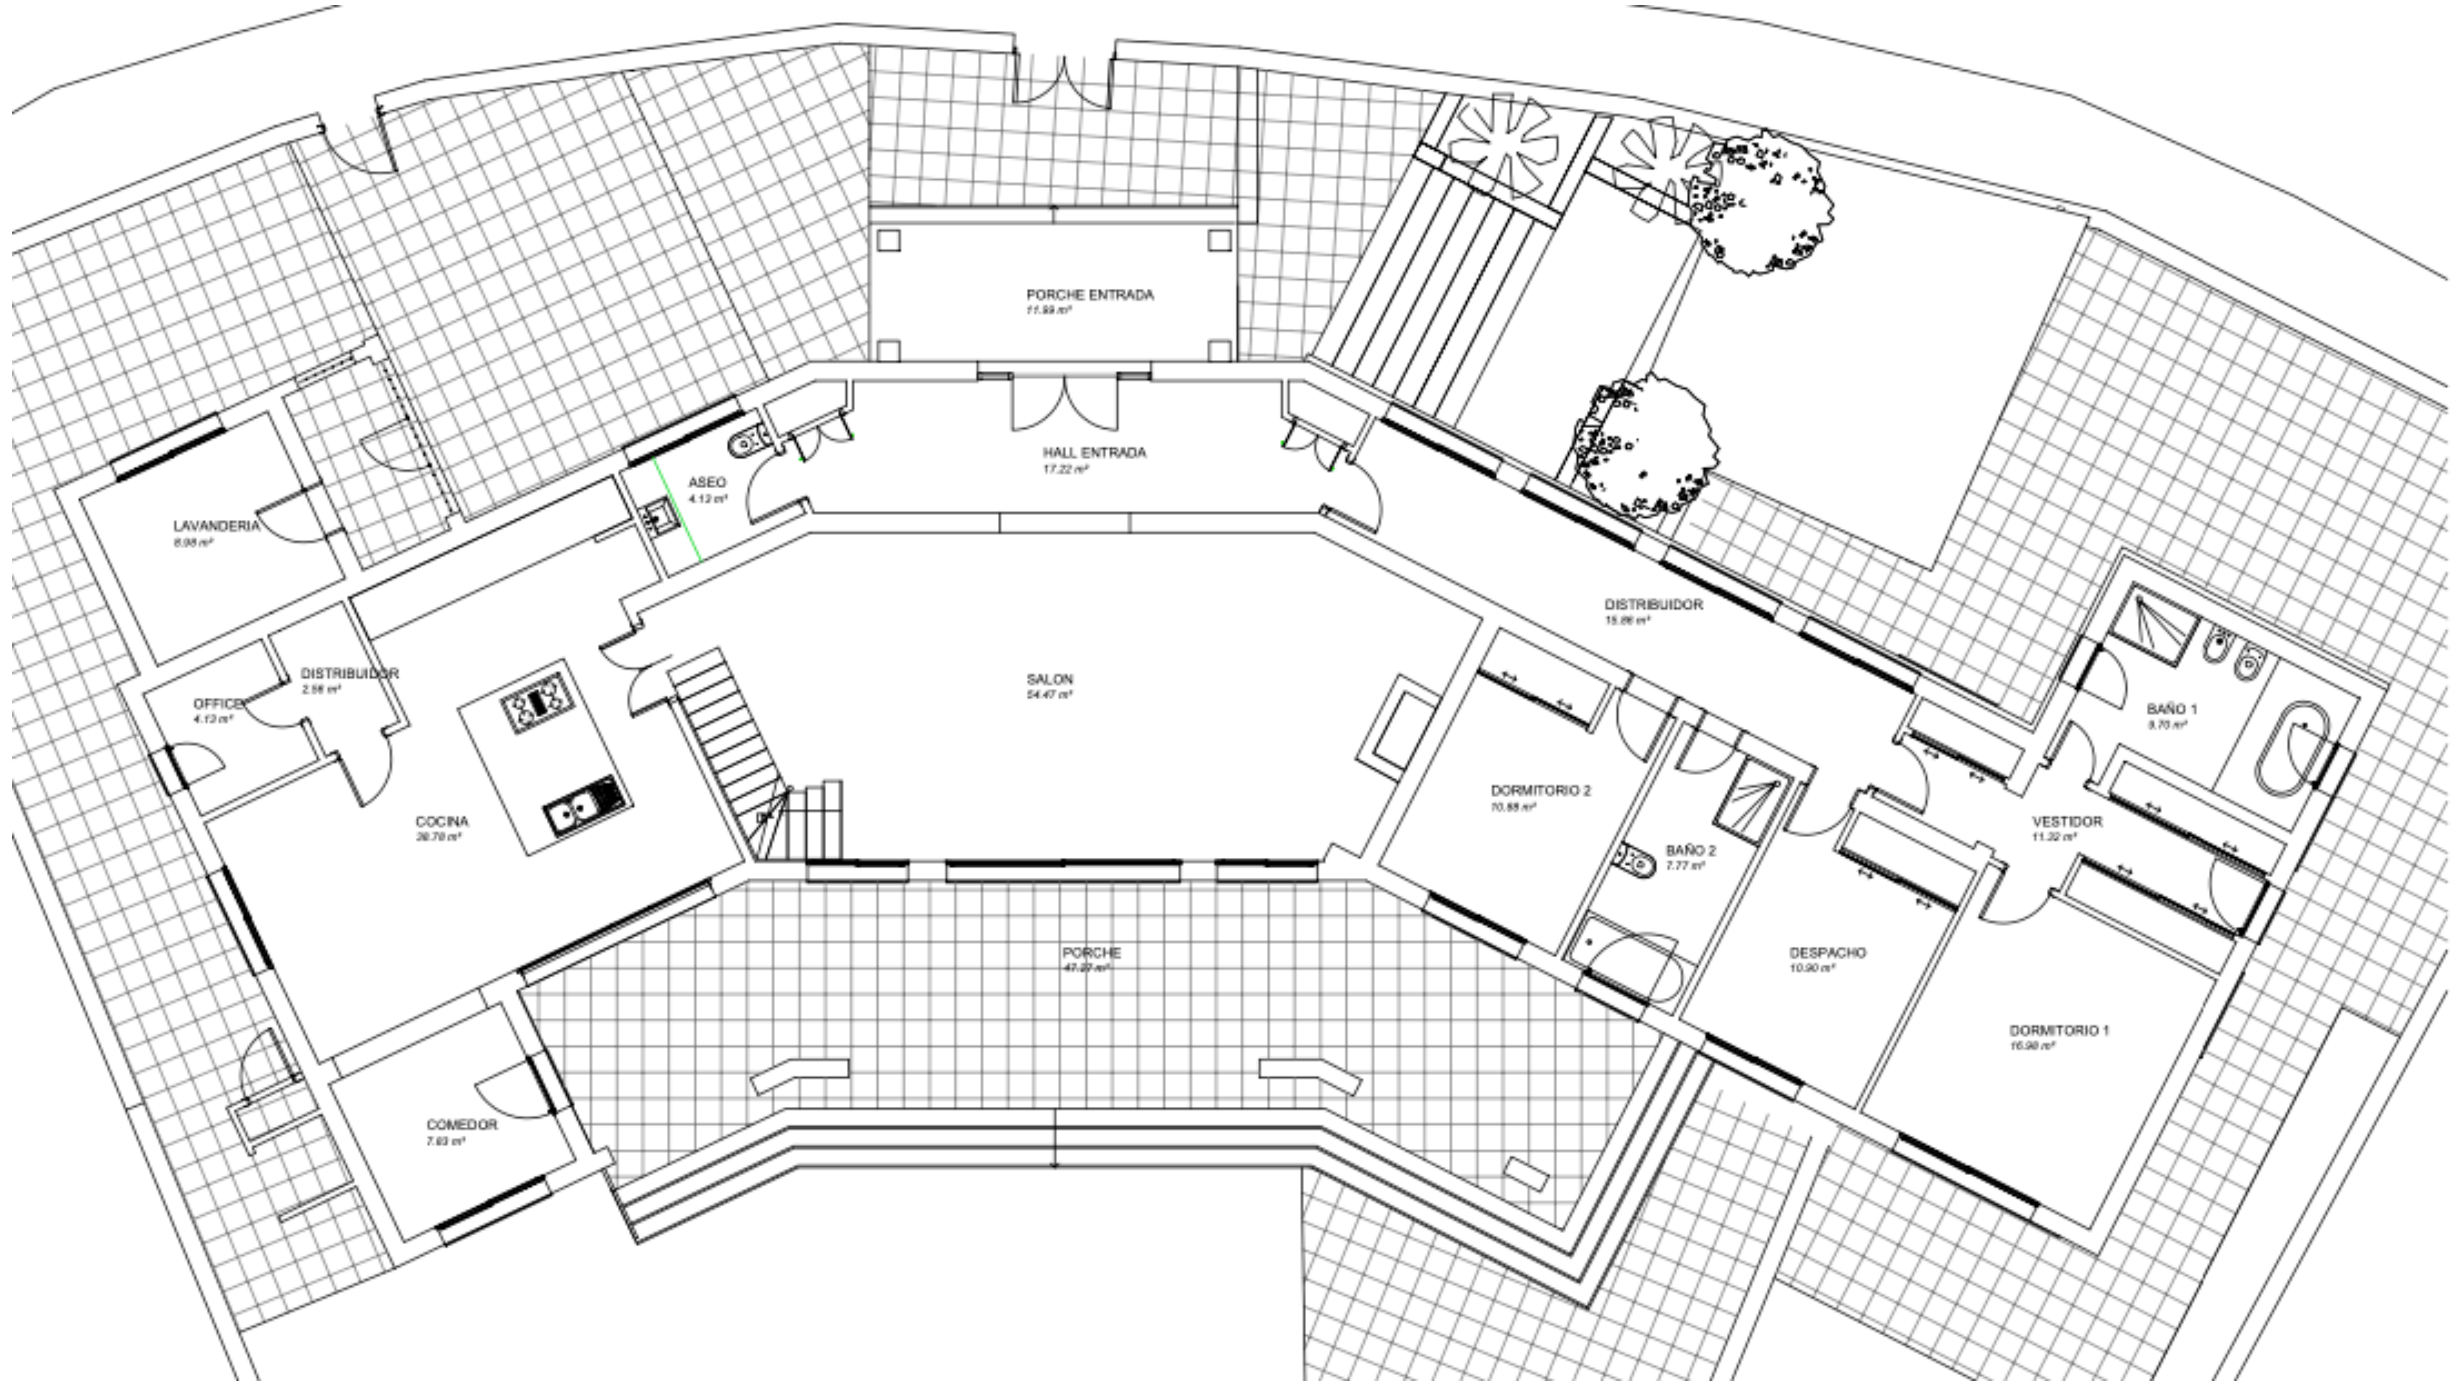 PORCHE ENTRADA
11.99 m²
HALL ENTRADA
17.22 m²
ASEO
4.13 m²
LAVANDERIA
8.98 m²
DISTRIBUIDOR
15.86 m²
DISTRIBUIDOR
2.56 m²
OFFICE
4.13 m²
SALON
54.47 m²
BAÑO 1
9.70 m²
DORMITORIO 2
10.88 m²
COCINA
38.78 m²
VESTIDOR
11.32 m²
BAÑO 2
7.77 m²
PORCHE
47.27 m²
DESPACHO
10.90 m²
DORMITORIO 1
16.98 m²
COMEDOR
7.83 m²